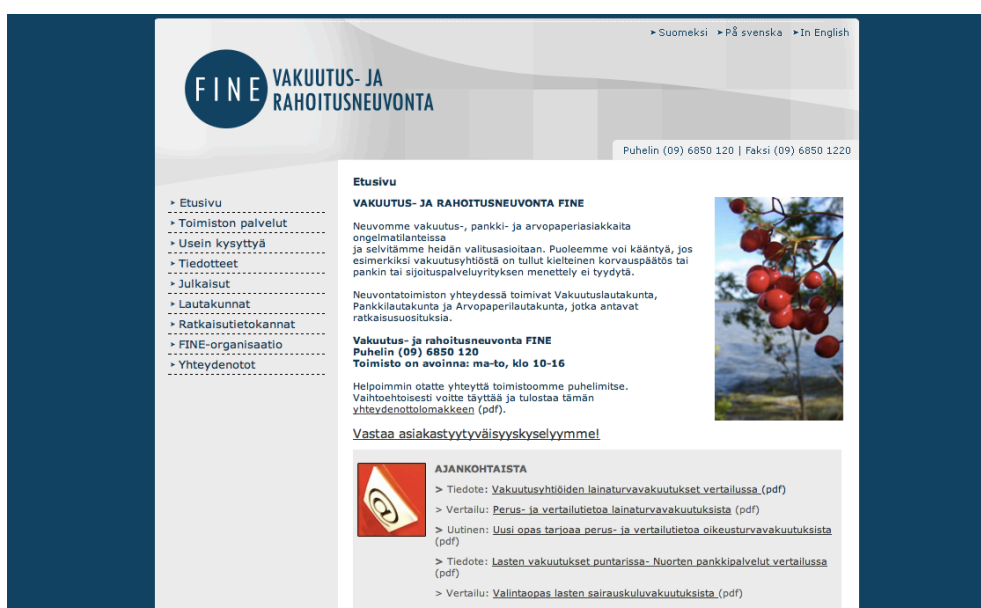 Suomeksi På svenska In English
FINE VAKUUTUS- JA
RAHOITUSNEUVONTA
Puhelin (09) 6850 120 | Faksi (09) 6850 1220
Etusivu
Toimiston palvelut
Usein kysyttyä
Tiedotteet
Julkaisut
Lautakunnat
Ratkaisutietokannat
FINE-organisaatio
Yhteydenotot
Etusivu
VAKUUTUS- JA RAHOITUSNEUVONTA FINE
Neuvomme vakuutus-, pankki- ja arvopaperiasiakkaita
ongelmatilanteissa
ja selvitämme heidän valitusasioitaan. Puoleemme voi kääntyä, jos
esimerkiksi vakuutusyhtiöstä on tullut kielteinen korvauspäätös tai
pankin tai sijoituspalveluyrityksen menettely ei tyydytä.
Neuvontatoimiston yhteydessä toimivat Vakuutuslautakunta,
Pankkilautakunta ja Arvopaperilautakunta, jotka antavat
ratkaisusuosituksia.
Vakuutus- ja rahoitusneuvonta FINE
Puhelin (09) 6850 120
Toimisto on avoinna: ma-to, klo 10-16
Helpoimmin otatte yhteyttä toimistoomme puhelimitse.
Vaihtoehtoisesti voitte täyttää ja tulostaa tämän
yhteydenottolomakkeen (pdf).
Vastaa asiakastyytyväisyyskyselyymme!
@
AJANKOHTAISTA
> Tiedote: Vakuutusyhtiöiden lainaturvavakuutukset vertailussa (pdf)
> Vertailu: Perus- ja vertailutietoa lainaturvavakuutuksista (pdf)
> Uutinen: Uusi opas tarjoaa perus- ja vertailutietoa oikeusturvavakuutuksista
(pdf)
> Tiedote: Lasten vakuutukset puntarissa- Nuorten pankkipalvelut vertailussa
(pdf)
> Vertailu: Valintaopas lasten sairauskuluvakuutuksista (pdf)